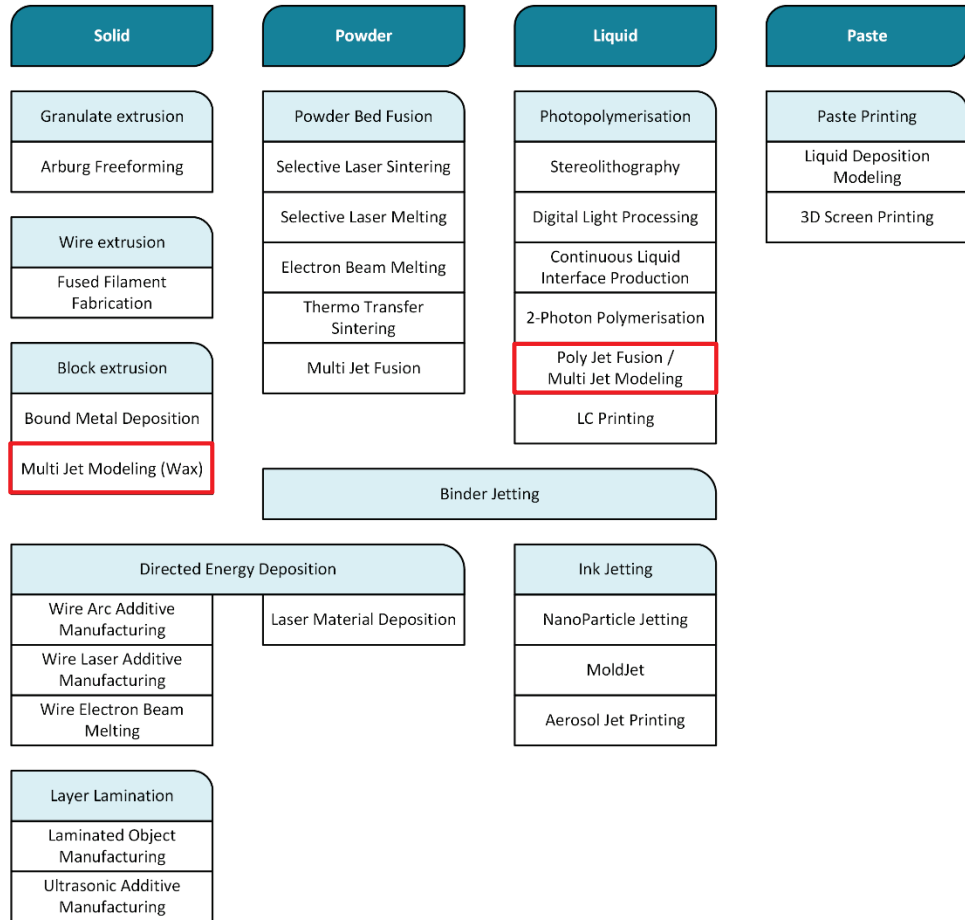 Solid
Powder
Liquid
Paste
Granulate extrusion
Arburg Freeforming
Wire extrusion
Fused Filament
Fabrication
Block extrusion
Bound Metal Deposition
Multi Jet Modeling (Wax)
Powder Bed Fusion
Selective Laser Sintering
Selective Laser Melting
Electron Beam Melting
Thermo Transfer
Sintering
Multi Jet Fusion
Photopolymerisation
Stereolithography
Digital Light Processing
Continuous Liquid
Interface Production
2-Photon Polymerisation
Poly Jet Fusion /
Multi Jet Modeling
LC Printing
Paste Printing
Liquid Deposition
Modeling
3D Screen Printing
Binder Jetting
Directed Energy Deposition
Wire Arc Additive
Manufacturing
Wire Laser Additive
Manufacturing
Wire Electron Beam
Melting
Laser Material Deposition
Ink Jetting
NanoParticle Jetting
MoldJet
Aerosol Jet Printing
Layer Lamination
Laminated Object
Manufacturing
Ultrasonic Additive
Manufacturing